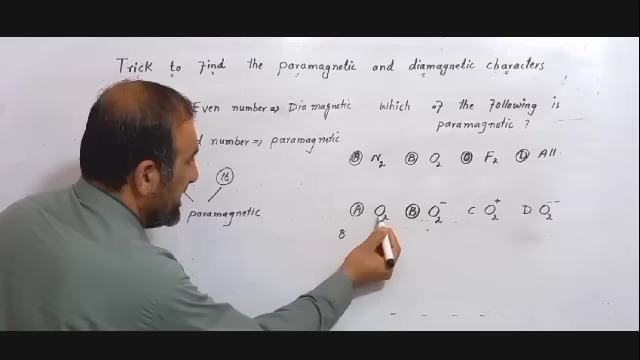 Trick to Find the paramagnetic and diamagnetic characters
Even number => Diamagnetic
number => paramagnetic
16
paramagnetic
Which of the following is
paramagnetic ?
A N2 B O2 C F2 D All
A O2 B O2- C O2+ D O2--
8